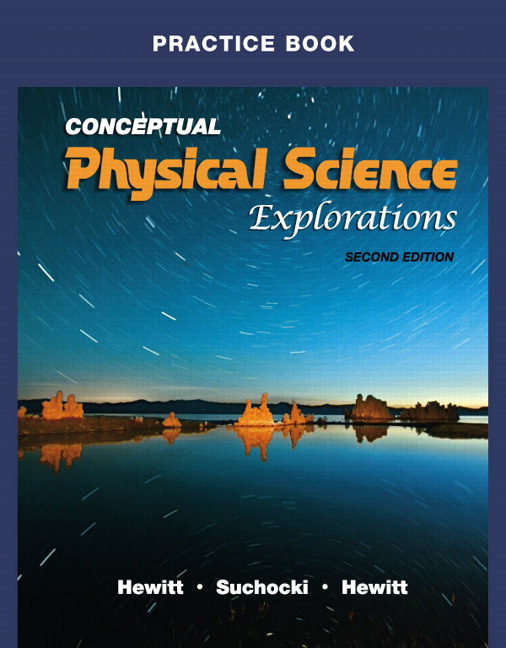 PRACTICE BOOK
CONCEPTUAL
Physical Science
Explorations
SECOND EDITION
Hewitt • Suchocki • Hewitt